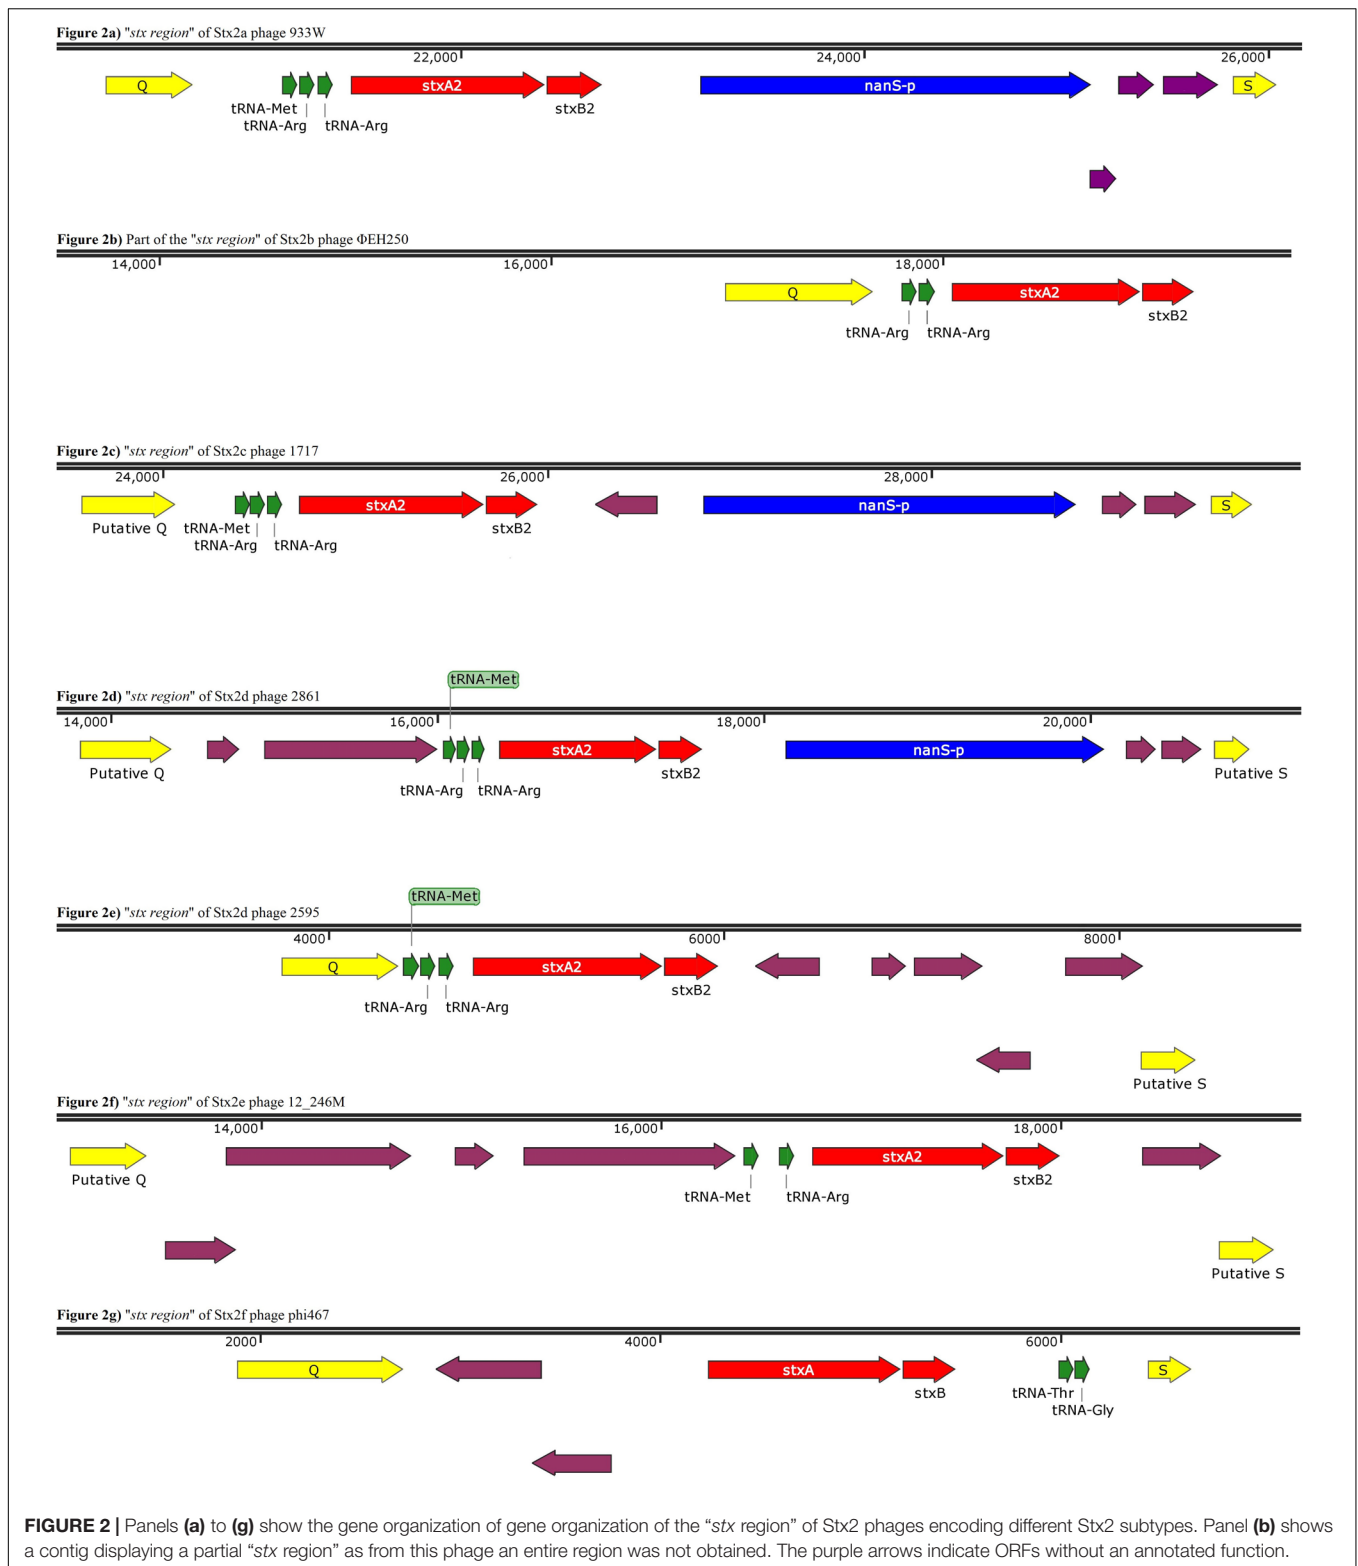 Figure 2a) "stx region" of Stx2a phage 933W
22,000 24,000 26,000
Q stxA2 nanS-p S
tRNA-Met stxB2
tRNA-Arg tRNA-Arg
Figure 2b) Part of the "stx region" of Stx2b phage ΦEH250
14,000 16,000 18,000
Q stxA2
stxB2
tRNA-Arg tRNA-Arg
Figure 2c) "stx region" of Stx2c phage 1717
24,000 26,000 28,000
stxA2 nanS-p S
Putative Q tRNA-Met stxB2
tRNA-Arg tRNA-Arg
tRNA-Met
Figure 2d) "stx region" of Stx2d phage 2861
14,000 16,000 18,000 20,000
stxA2 nanS-p
Putative Q stxB2 Putative S
tRNA-Arg tRNA-Arg
tRNA-Met
Figure 2e) "stx region" of Stx2d phage 2595
4000 6000 8000
Q stxA2
stxB2
tRNA-Arg tRNA-Arg
Putative S
Figure 2f) "stx region" of Stx2e phage 12_246M
14,000 16,000 18,000
stxA2
Putative Q stxB2
tRNA-Met tRNA-Arg
Putative S
Figure 2g) "stx region" of Stx2f phage phi467
2000 4000 6000
Q stxA S
stxB tRNA-Thr
tRNA-Gly
FIGURE 2 | Panels (a) to (g) show the gene organization of gene organization of the “stx region” of Stx2 phages encoding different Stx2 subtypes. Panel (b) shows
a contig displaying a partial “stx region” as from this phage an entire region was not obtained. The purple arrows indicate ORFs without an annotated function.